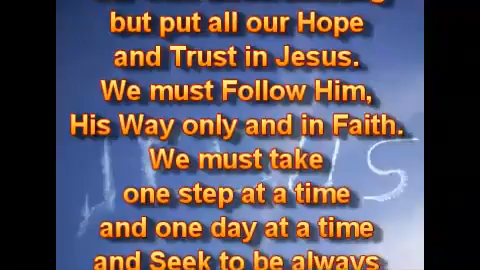 but put all our Hope
and Trust in Jesus.
We must Follow Him,
His Way only and in Faith.
We must take
one step at a time
and one day at a time
and Seek to be always
JESUS